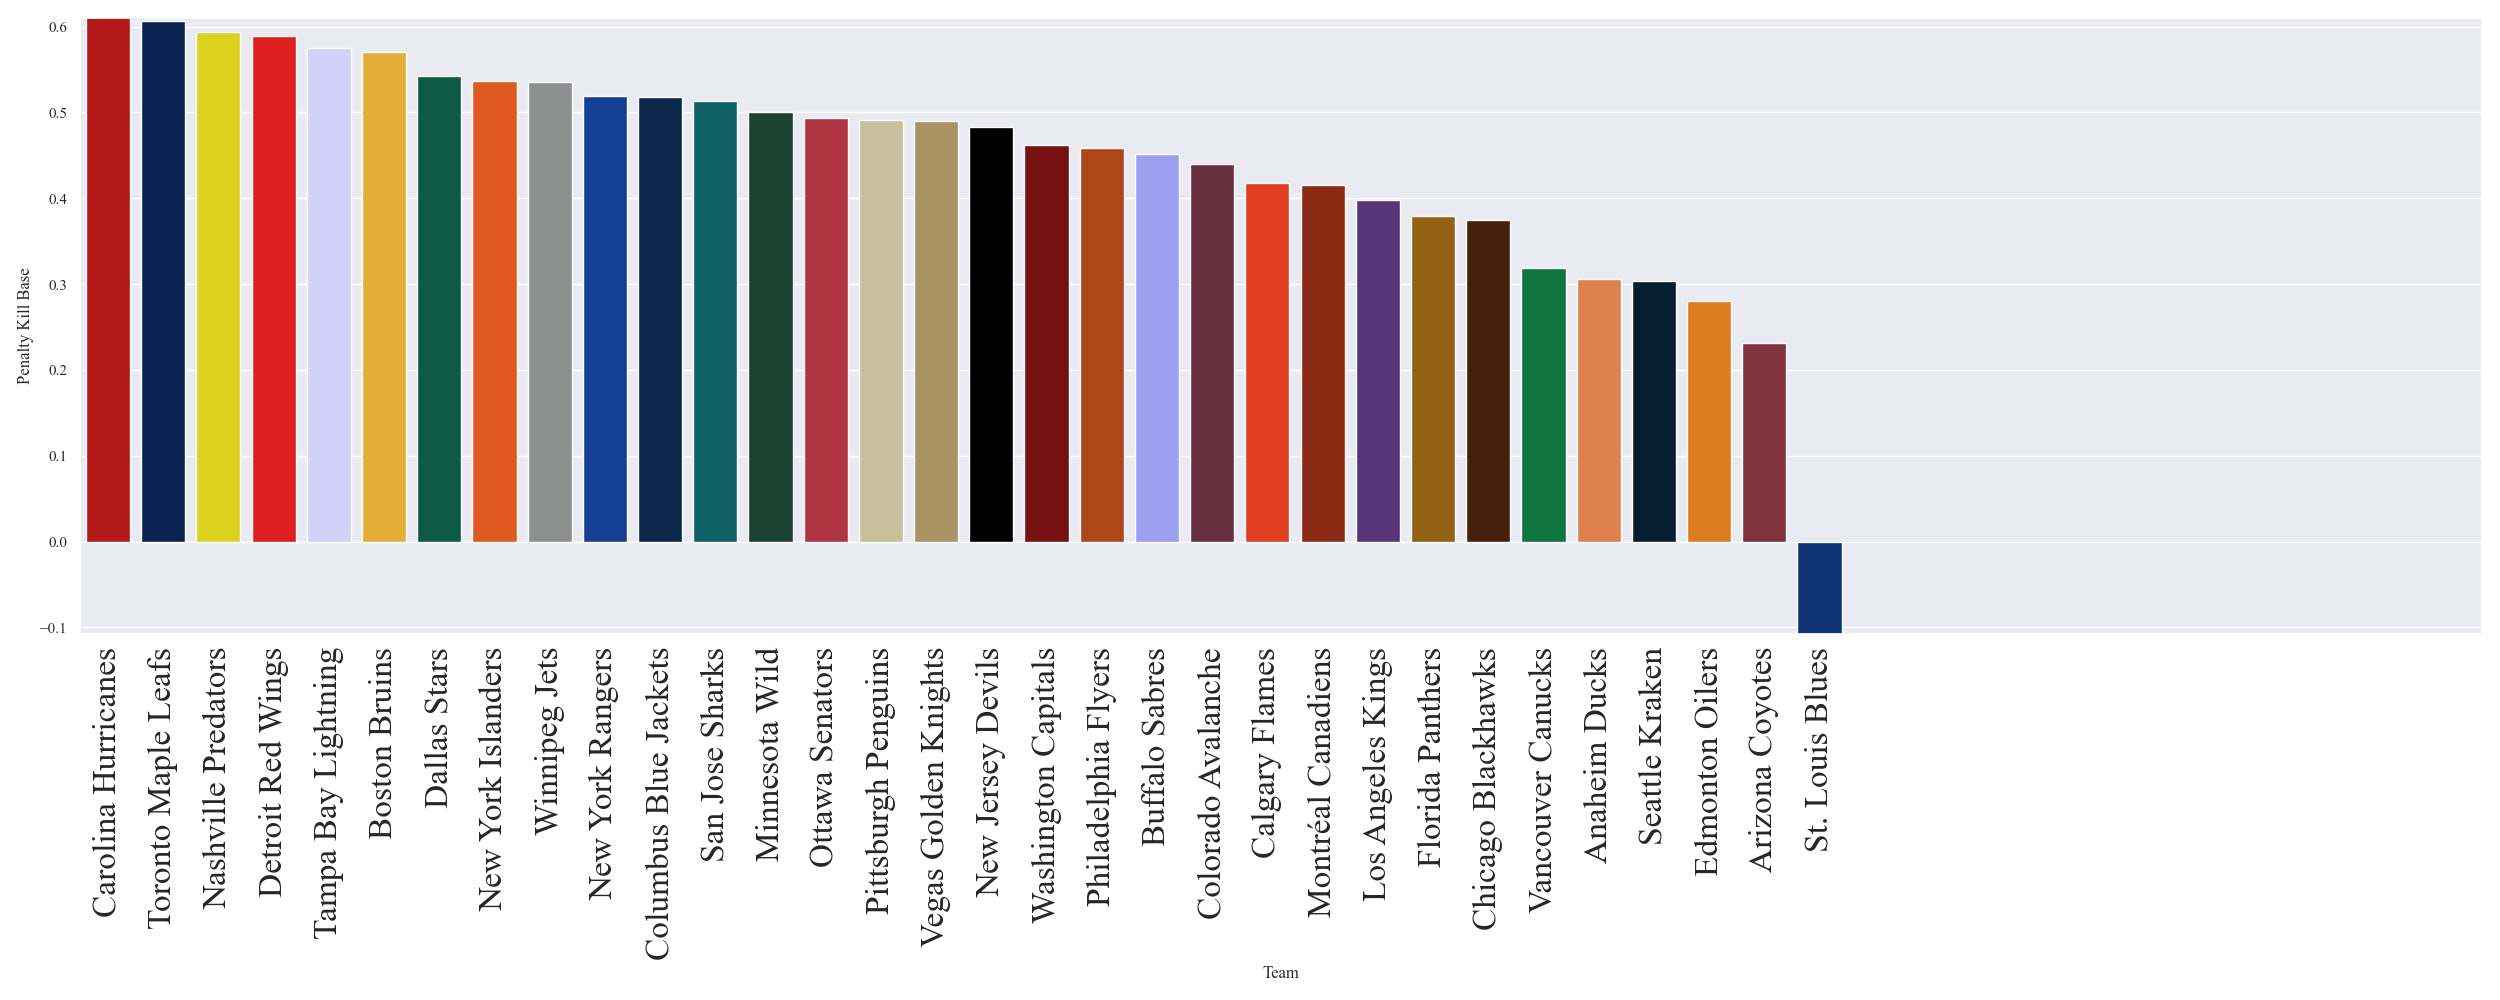 0.6
0.5
0.4
0.3
0.2
0.1
0.0
−0.1
Penalty Kill Base
Carolina Hurricanes
Toronto Maple Leafs
Nashville Predators
Detroit Red Wings
Tampa Bay Lightning
Boston Bruins
Dallas Stars
New York Islanders
Winnipeg Jets
New York Rangers
Columbus Blue Jackets
San Jose Sharks
Minnesota Wild
Ottawa Senators
Pittsburgh Penguins
Vegas Golden Knights
New Jersey Devils
Washington Capitals
Philadelphia Flyers
Buffalo Sabres
Colorado Avalanche
Calgary Flames
Montréal Canadiens
Los Angeles Kings
Florida Panthers
Chicago Blackhawks
Vancouver Canucks
Anaheim Ducks
Seattle Kraken
Edmonton Oilers
Arizona Coyotes
St. Louis Blues
Team